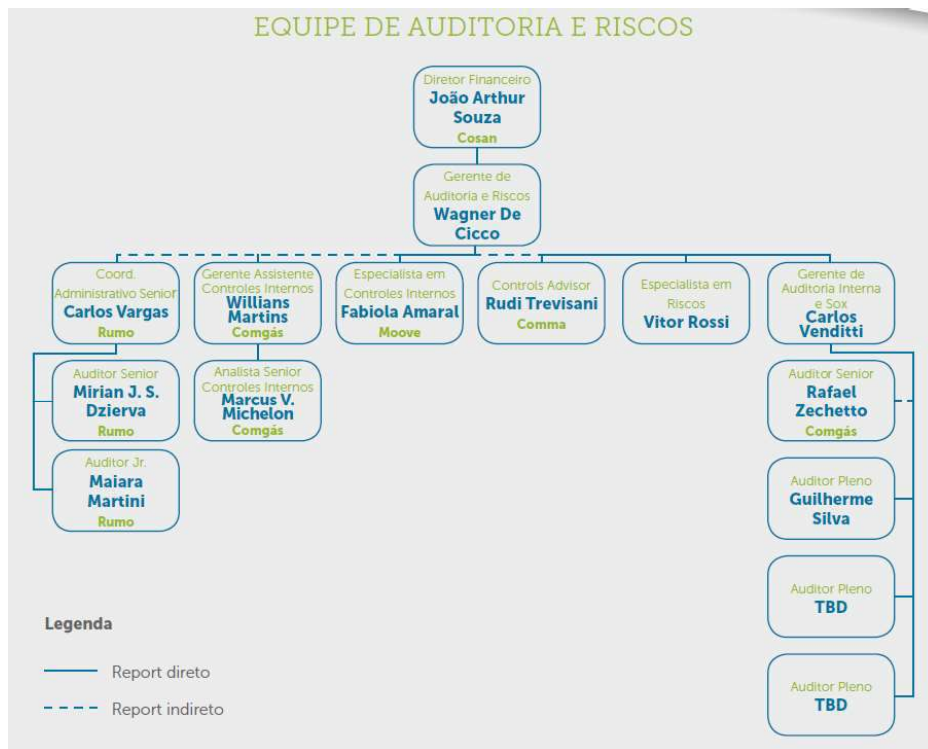 EQUIPE DE AUDITORIA E RISCOS
Diretor Financeiro
João Arthur
Souza
Cosan
Gerente de
Auditoria e Riscos
Wagner De
Cicco
Coord.
Administrativo Senior
Carlos Vargas
Rumo
Gerente Assistente
Controles Internos
Willians
Martins
Comgás
Especialista em
Controles Internos
Fabiola Amaral
Moove
Controls Advisor
Rudi Trevisani
Comma
Especialista em
Riscos
Vitor Rossi
Gerente de
Auditoria Interna
e Sox
Carlos
Venditti
Auditor Senior
Mirian J. S.
Dzierva
Rumo
Analista Senior
Controles Internos
Marcus V.
Michelon
Comgás
Auditor Senior
Rafael
Zechetto
Comgás
Auditor Jr.
Maiara
Martini
Rumo
Auditor Pleno
Guilherme
Silva
Auditor Pleno
TBD
Auditor Pleno
TBD
Legenda
Report direto
Report indireto